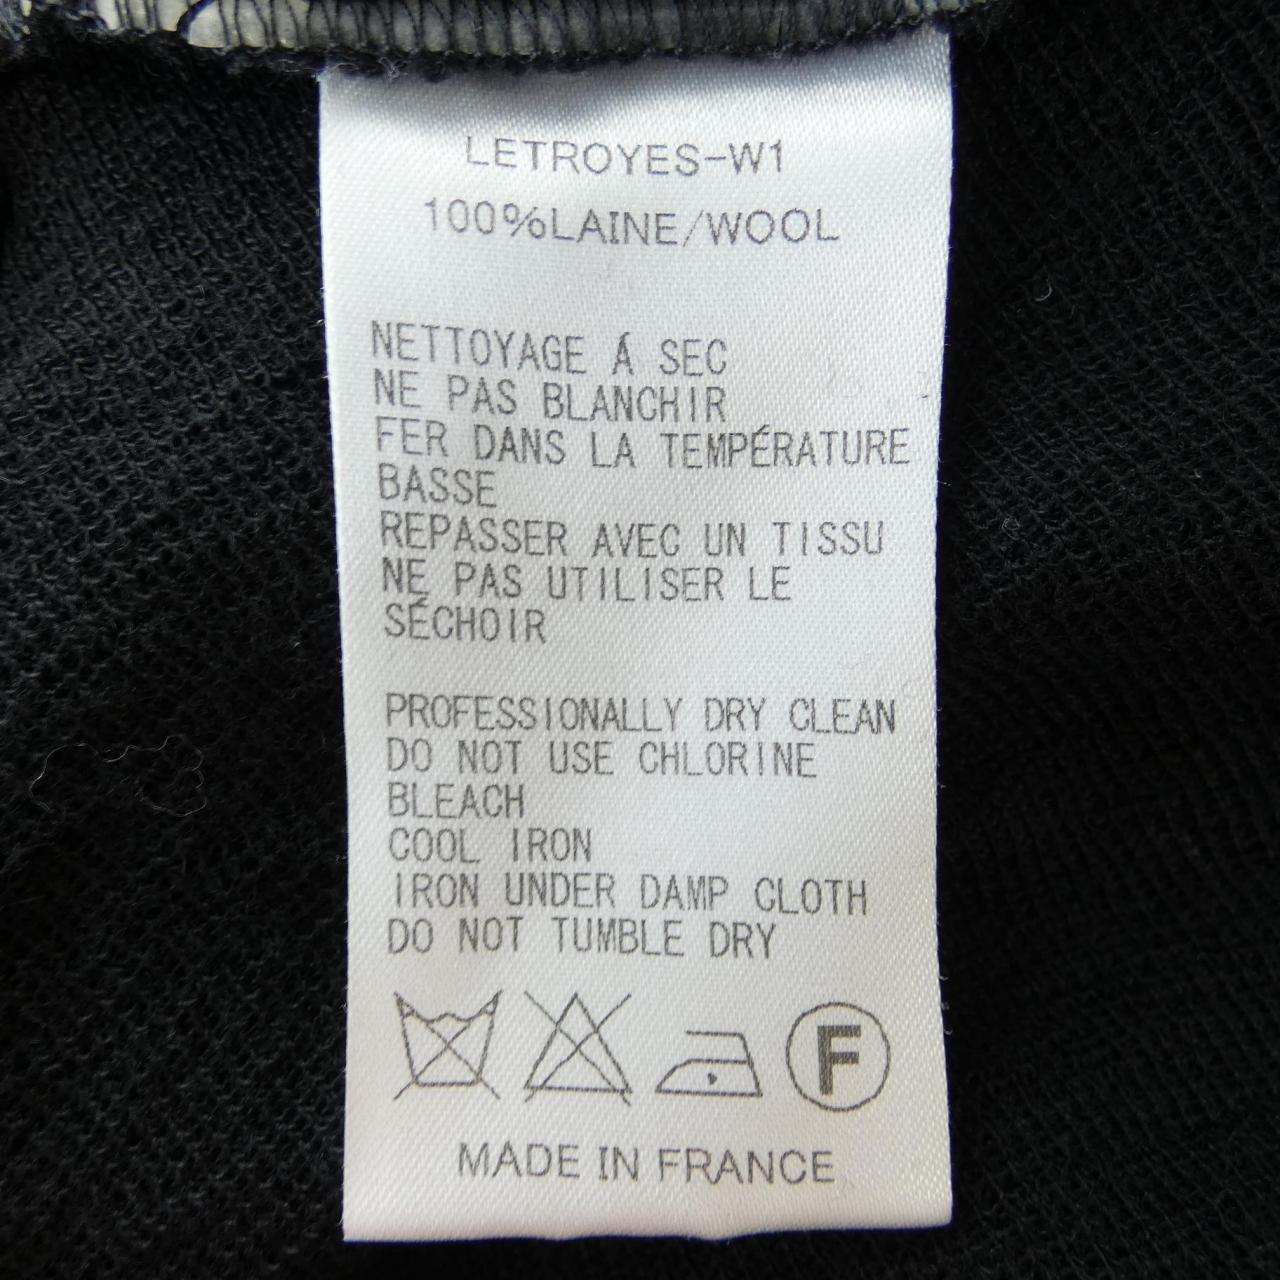 LETROYES-W1
100%LAINE/WOOL
NETTOYAGE Á SEC
NE PAS BLANCHIR
FER DANS LA TEMPÉRATURE
BASSE
REPASSER AVEC UN TISSU
NE PAS UTILISER LE
SÉCHOIR
PROFESSIONALLY DRY CLEAN
DO NOT USE CHLORINE
BLEACH
COOL IRON
IRON UNDER DAMP CLOTH
DO NOT TUMBLE DRY
F
MADE IN FRANCE